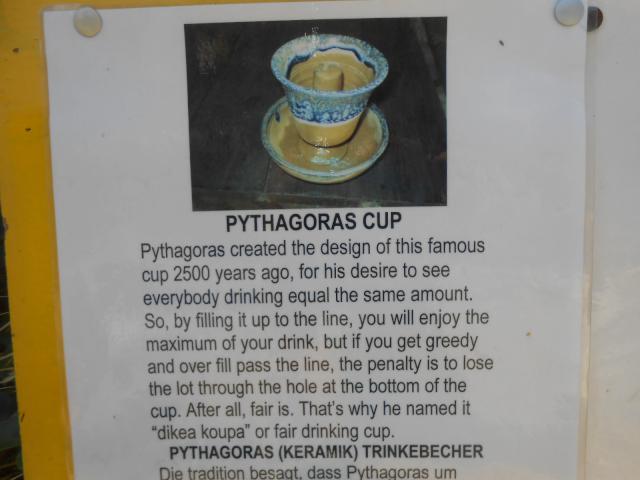 PYTHAGORAS CUP
Pythagoras created the design of this famous
cup 2500 years ago, for his desire to see
everybody drinking equal the same amount.
So, by filling it up to the line, you will enjoy the
maximum of your drink, but if you get greedy
and over fill pass the line, the penalty is to lose
the lot through the hole at the bottom of the
cup. After all, fair is. That's why he named it
“dikea koupa” or fair drinking cup.
PYTHAGORAS (KERAMIK) TRINKEBECHER
Die tradition besagt, dass Pythagoras um